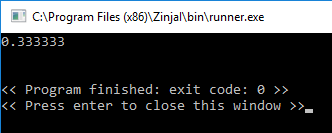 C:\Program Files (x86)\Zinjal\bin\runner.exe
0.333333
<< Program finished: exit code: 0 >>
<< Press enter to close this window >>